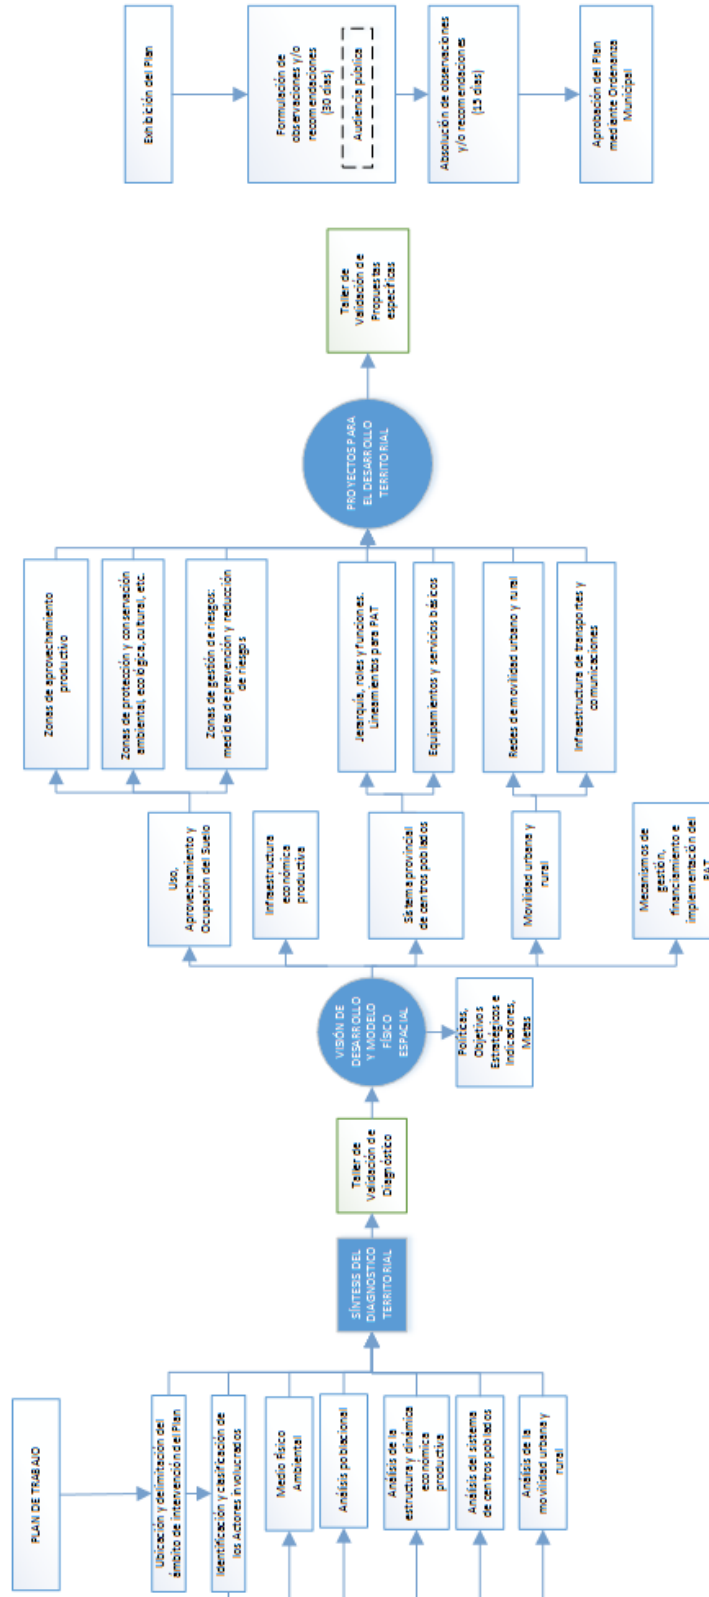 PLAN DE TRABAJO
Ubicación y delimitación del
ámbito de intervención del Plan
Identificación y clasificación de
los Actores involucrados
Medio Físico
Ambiental
Análisis poblacional
Análisis de la
estructura y dinámica
económica
productiva
Análisis del sistema
de centros poblados
Análisis de la
movilidad urbana y
rural
SÍNTESIS DEL
DIAGNOSTICO
TERRITORIAL
Taller de
Validación de
Diagnóstico
VISIÓN DE
DESARROLLO
Y MODELO
FÍSICO
ESPACIAL
Políticas,
Objetivos
Estratégicos e
Indicadores,
Metas
Uso,
Aprovechamiento y
Ocupación del Suelo
Infraestructura
económica
productiva
Sistema provincial
de centros poblados
Movilidad urbana y
rural
Mecanismos de
gestión,
financiamiento e
implementación del
PAT
Zonas de aprovechamiento
productivo
Zonas de protección y conservación
ambiental, ecológica, cultural, etc.
Zonas de gestión de riesgos:
medidas de prevención y reducción
de riesgos
Jerarquía, roles y funciones.
Lineamientos para PAT
Equipamientos y servicios básicos
Redes de movilidad urbano y rural
Infraestructura de transportes y
comunicaciones
PROYECTOS PARA
EL DESARROLLO
TERRITORIAL
Taller de
Validación de
Propuestas
específicas
Exhibición del Plan
Formulación de
observaciones y/o
recomendaciones
(30 días)
Audiencia pública
Absolución de observaciones
y/o recomendaciones
(15 días)
Aprobación del Plan
mediante Ordenanza
Municipal